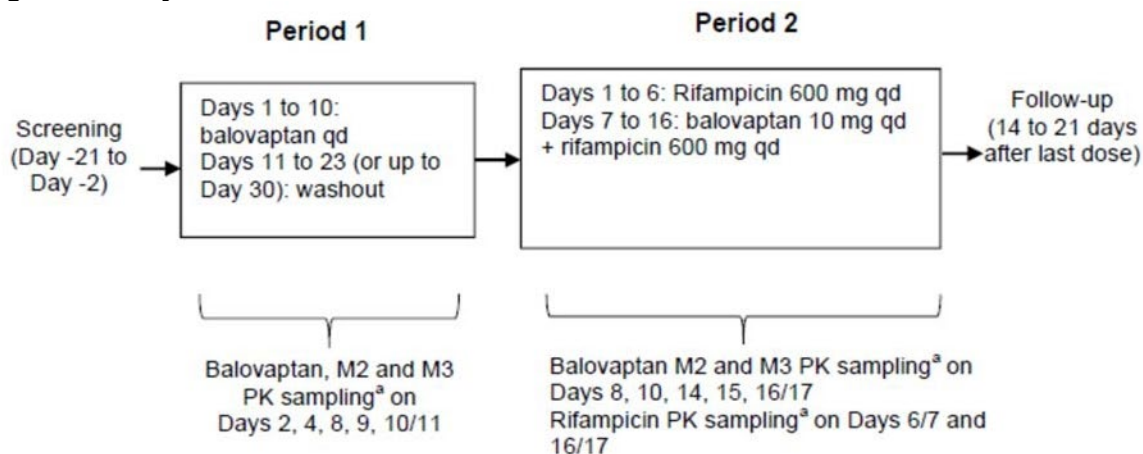 Period 1
Period 2
Screening
(Day -21 to
Day -2)
Days 1 to 10:
balovaptan qd
Days 11 to 23 (or up to
Day 30): washout
Days 1 to 6: Rifampicin 600 mg qd
Days 7 to 16: balovaptan 10 mg qd
+ rifampicin 600 mg qd
Follow-up
(14 to 21 days
after last dose)
Balovaptan, M2 and M3
PK samplingᵃ on
Days 2, 4, 8, 9, 10/11
Balovaptan M2 and M3 PK samplingᵃ on
Days 8, 10, 14, 15, 16/17
Rifampicin PK samplingᵃ on Days 6/7 and
16/17